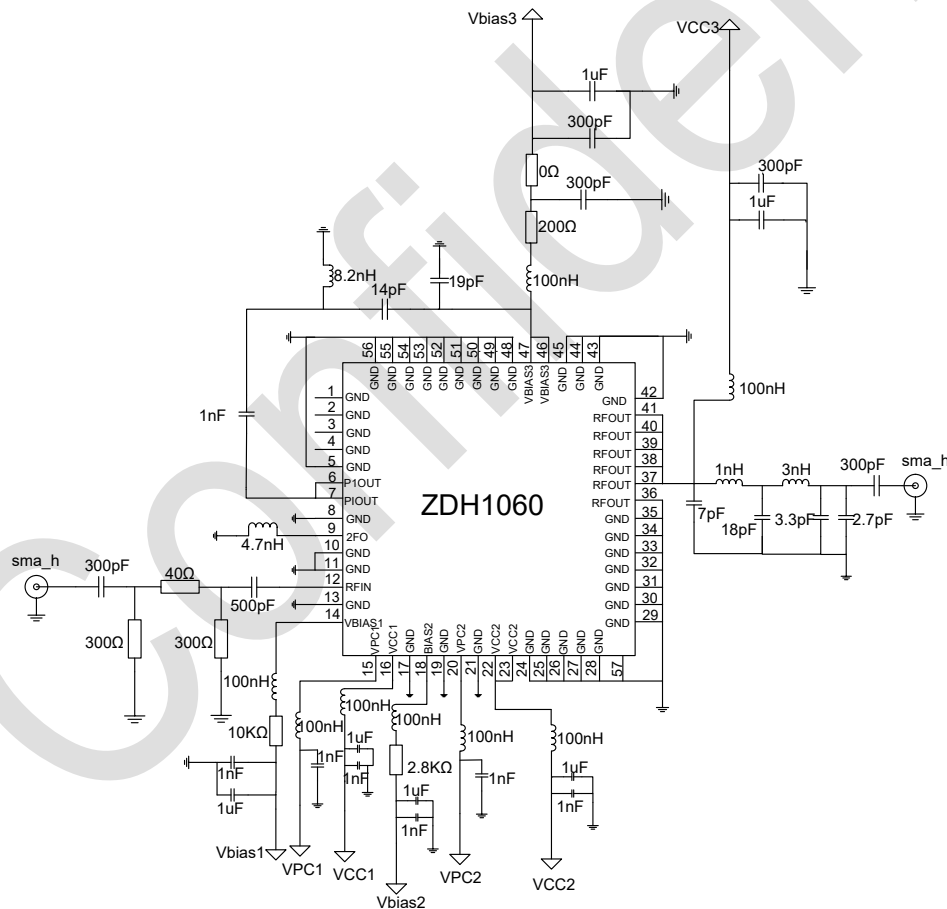 Confidential
Vbias3
VCC3
1uF
300pF
0Ω
300pF
200Ω
100nH
300pF
1uF
8.2nH
14pF
19pF
56 55 54 53 52 51 50 49 48 47 46 45 44 43
GND GND GND GND GND GND GND GND GND VBIAS3 VBIAS3 GND GND GND
100nH
1nF
1 GND
2 GND
3 GND
4 GND
5 GND
6 P1OUT
7 PIOUT
8 GND
9 2FO
10 GND
11 GND
12 RFIN
13 GND
14 VBIAS1
ZDH1060
42 GND
41 RFOUT
40 RFOUT
39 RFOUT
38 RFOUT
37 RFOUT
36 RFOUT
35 GND
34 GND
33 GND
32 GND
31 GND
30 GND
29 GND
1nH
3nH
300pF
sma_h
7pF
18pF
3.3pF
2.7pF
4.7nH
sma_h
300pF
40Ω
500pF
300Ω
300Ω
VPC1 VCC1 GND BIAS2 GND VPC2 GND VCC2 VCC2 GND GND GND GND GND
15 16 17 18 19 20 21 22 23 24 25 26 27 28 57
100nH
10KΩ
1nF
1uF
Vbias1
100nH
1nF
VPC1
100nH
1uF
1nF
VCC1
100nH
2.8KΩ
1uF
1nF
Vbias2
100nH
1nF
VPC2
100nH
1uF
1nF
VCC2